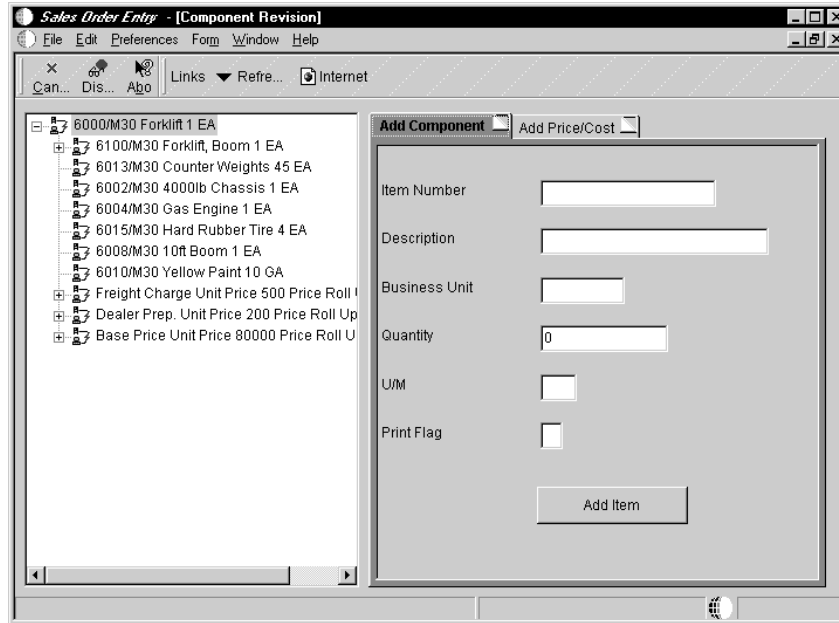 Sales Order Entry - [Component Revision]
File Edit Preferences Form Window Help
Can... Dis... Abo Links Refre... Internet
6000/M30 Forklift 1 EA
6100/M30 Forklift, Boom 1 EA
6013/M30 Counter Weights 45 EA
6002/M30 4000lb Chassis 1 EA
6004/M30 Gas Engine 1 EA
6015/M30 Hard Rubber Tire 4 EA
6008/M30 10ft Boom 1 EA
6010/M30 Yellow Paint 10 GA
Freight Charge Unit Price 500 Price Roll
Dealer Prep. Unit Price 200 Price Roll Up
Base Price Unit Price 80000 Price Roll U
Add Component
Add Price/Cost
Item Number
Description
Business Unit
Quantity
0
U/M
Print Flag
Add Item